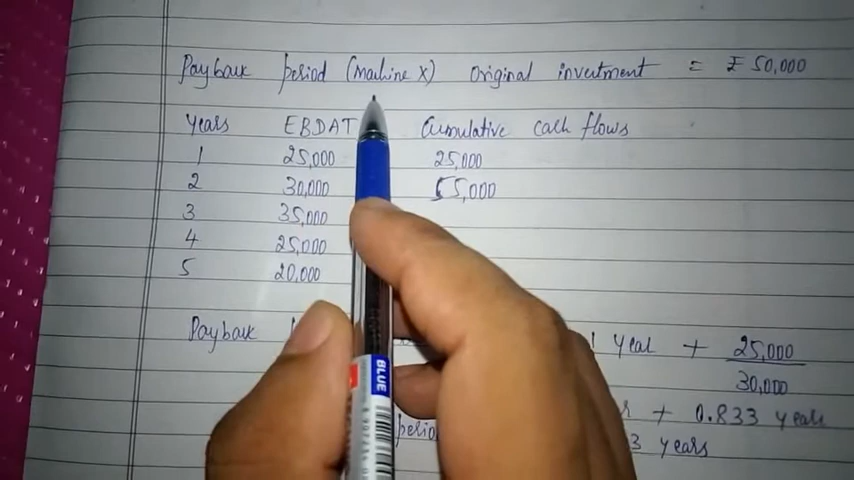 Payback period (machine X) Original investment = ₹ 50,000
Years EBDAT Cumulative cash flows
1 25,000 25,000
2 30,000 55,000
3 35,000
4 25,000
5 20,000
Payback 1 year + 25,000
30,000
+ 0.833 years
period 3 years
BLUE